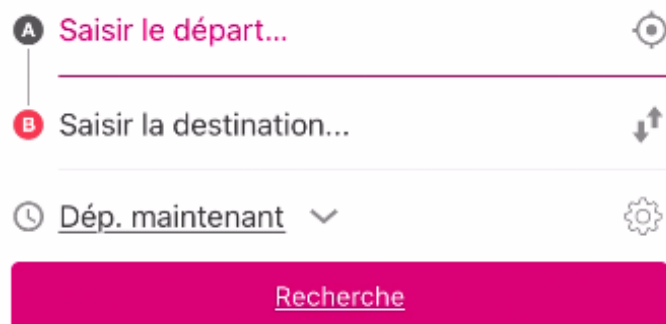 A Saisir le départ...
B Saisir la destination...
Dép. maintenant
Recherche